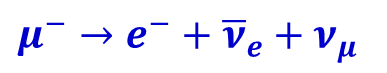 μ⁻ → e⁻ + ν̅ₑ + ν_μ